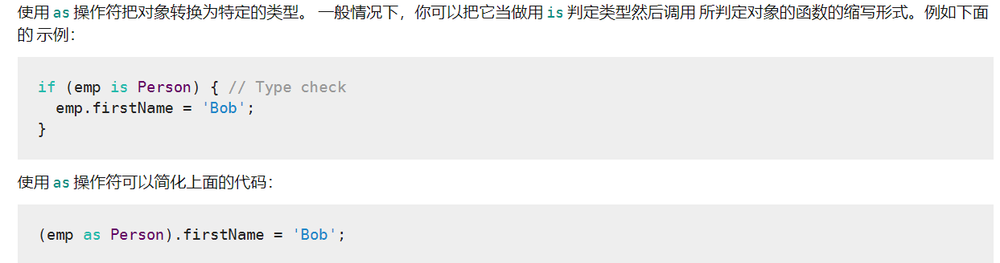 使用 as 操作符把对象转换为特定的类型。 一般情况下，你可以把它当做用 is 判定类型然后调用 所判定对象的函数的缩写形式。例如下面
的 示例：
if (emp is Person) { // Type check
  emp.firstName = 'Bob';
}
使用 as 操作符可以简化上面的代码：
(emp as Person).firstName = 'Bob';